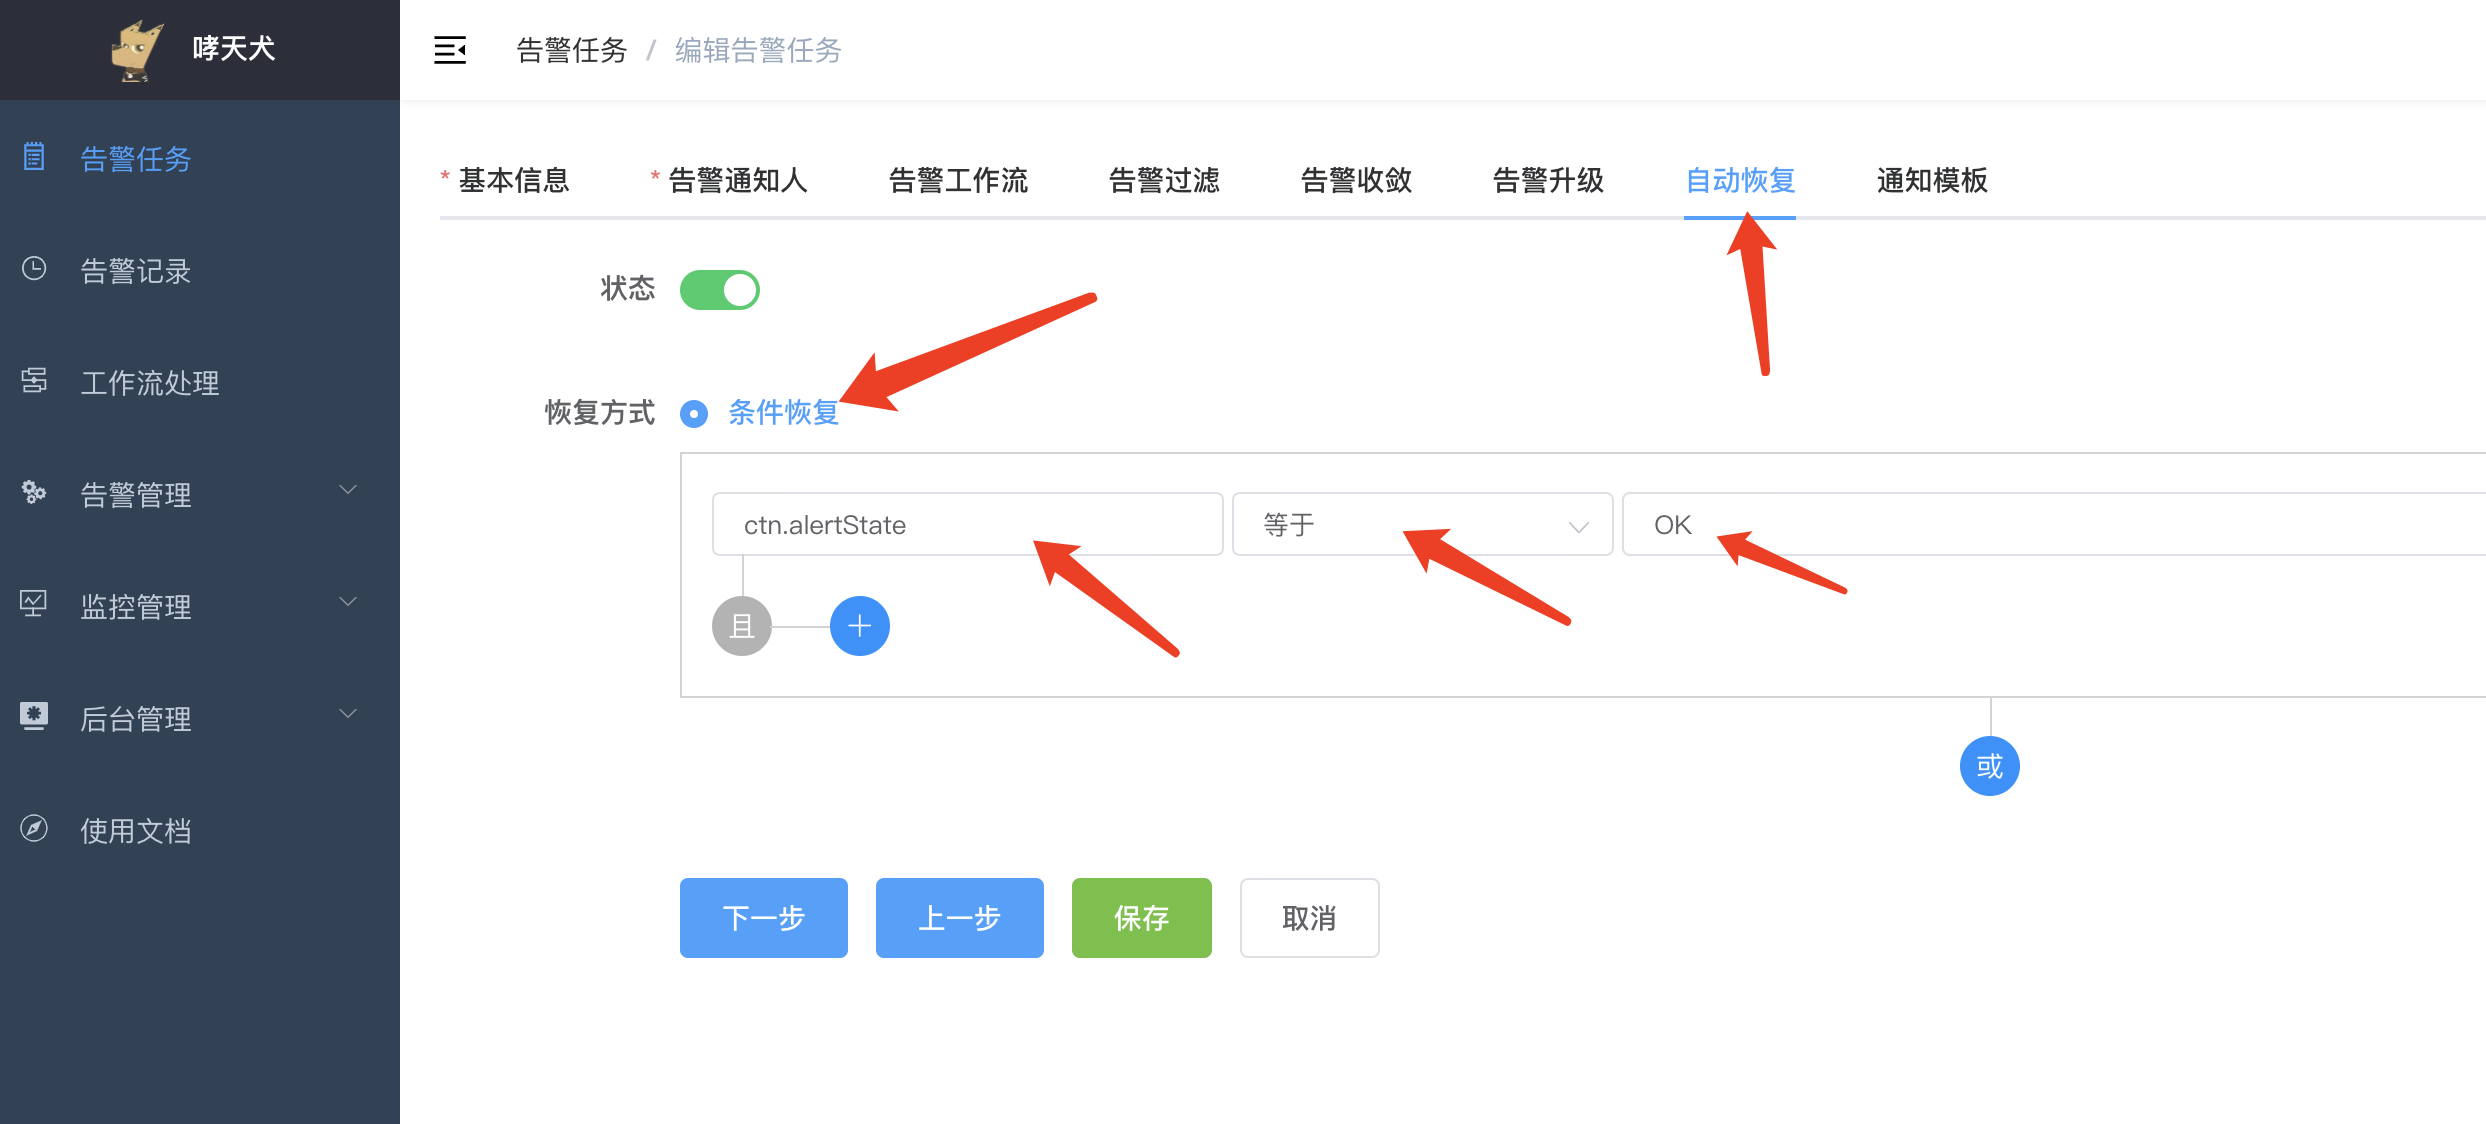 哮天犬
告警任务 / 编辑告警任务
告警任务
告警记录
工作流处理
告警管理
监控管理
后台管理
使用文档
* 基本信息 * 告警通知人 告警工作流 告警过滤 告警收敛 告警升级 自动恢复 通知模板
状态
恢复方式 条件恢复
ctn.alertState 等于 OK
且
或
下一步 上一步 保存 取消